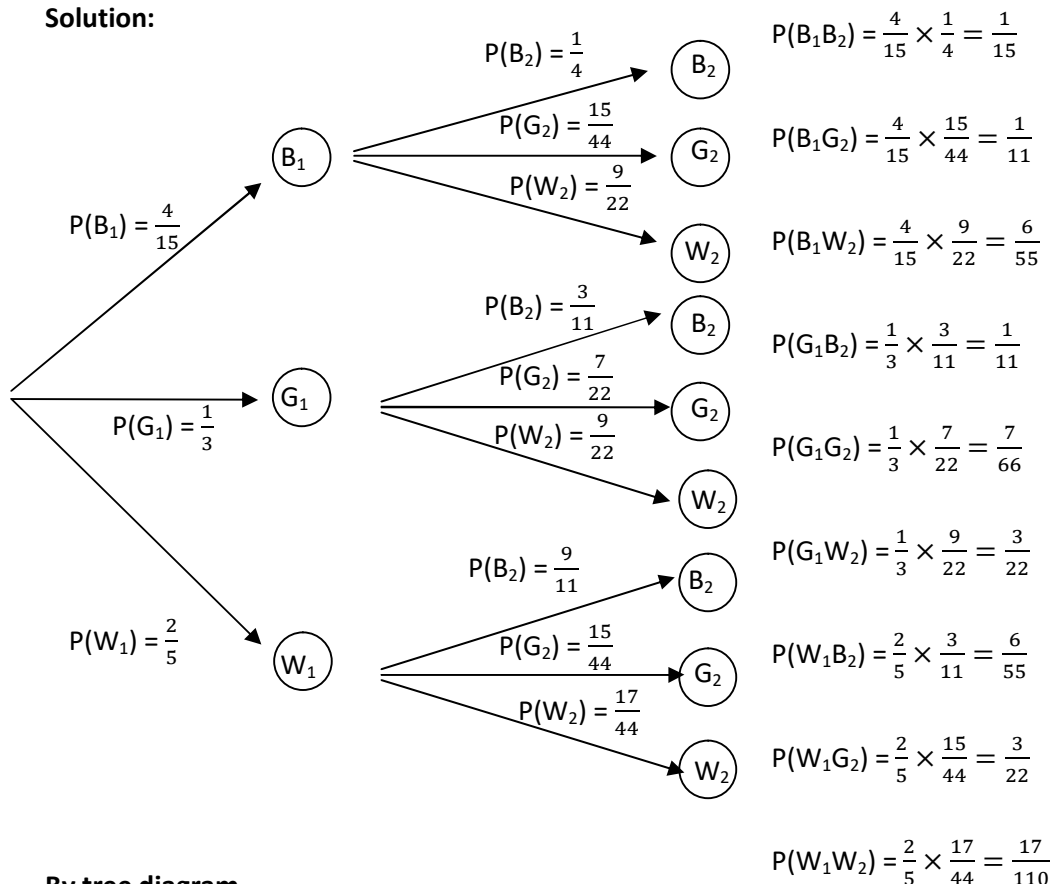 Solution:
P(B₁B₂) = 4/15 × 1/4 = 1/15
P(B₂) = 1/4
B₂
P(G₂) = 15/44
P(B₁G₂) = 4/15 × 15/44 = 1/11
B₁
G₂
P(W₂) = 9/22
P(B₁) = 4/15
P(B₁W₂) = 4/15 × 9/22 = 6/55
W₂
P(B₂) = 3/11
B₂
P(G₁B₂) = 1/3 × 3/11 = 1/11
P(G₂) = 7/22
G₁
G₂
P(G₁) = 1/3
P(W₂) = 9/22
P(G₁G₂) = 1/3 × 7/22 = 7/66
W₂
P(G₁W₂) = 1/3 × 9/22 = 3/22
P(B₂) = 9/11
B₂
P(W₁) = 2/5
P(G₂) = 15/44
P(W₁B₂) = 2/5 × 3/11 = 6/55
W₁
G₂
P(W₂) = 17/44
P(W₁G₂) = 2/5 × 15/44 = 3/22
W₂
P(W₁W₂) = 2/5 × 17/44 = 17/110
By tree diagram